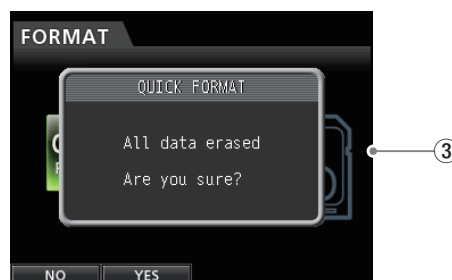 FORMAT
QUICK FORMAT
All data erased
Are you sure?
3
NO YES